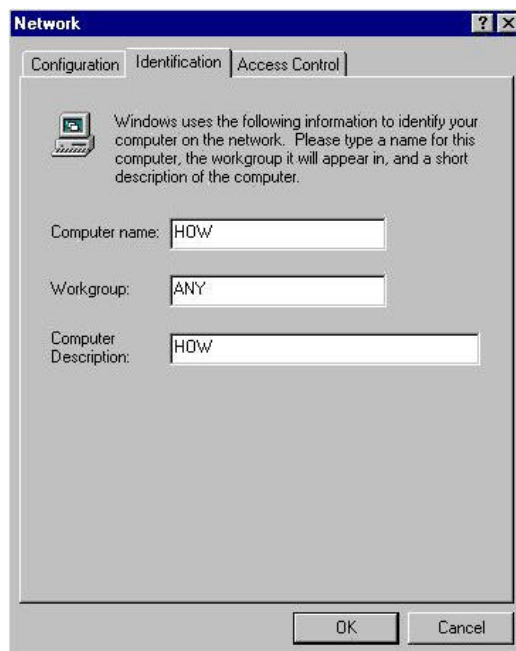 Network
Configuration Identification Access Control
Windows uses the following information to identify your
computer on the network. Please type a name for this
computer, the workgroup it will appear in, and a short
description of the computer.
Computer name: HOW
Workgroup: ANY
Computer
Description: HOW
OK Cancel